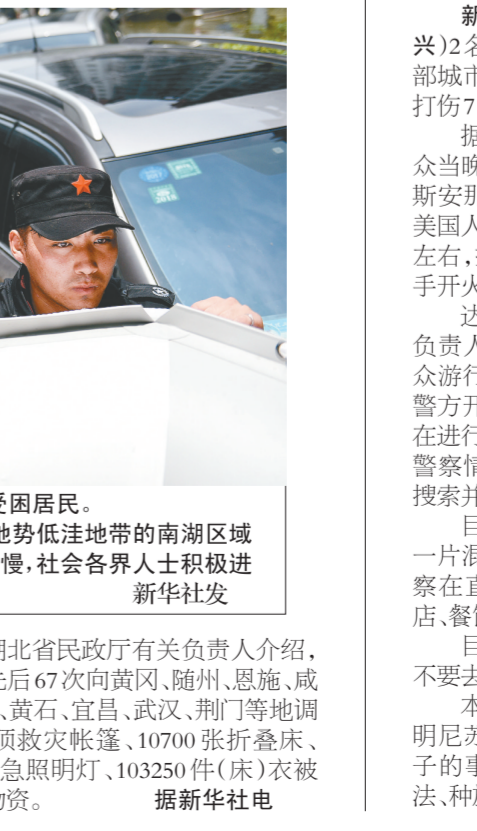 受困居民。
地势低洼地带的南湖区域
慢,社会各界人士积极进
新华社发
湖北省民政厅有关负责人介绍,
先后67次向黄冈、随州、恩施、咸
、黄石、宜昌、武汉、荆门等地调
顶救灾帐篷、10700张折叠床、
急照明灯、103250件(床)衣被
物资。 据新华社电
新
兴)2名
部城市
打伤7
据
众当晚
斯安那
美国人
左右,
手开火
达
负责人
众游行
警方开
在进行
警察情
搜索并
目
一片混
察在直
店、餐饮
目
不要去
本
明尼苏
子的事
法、种族